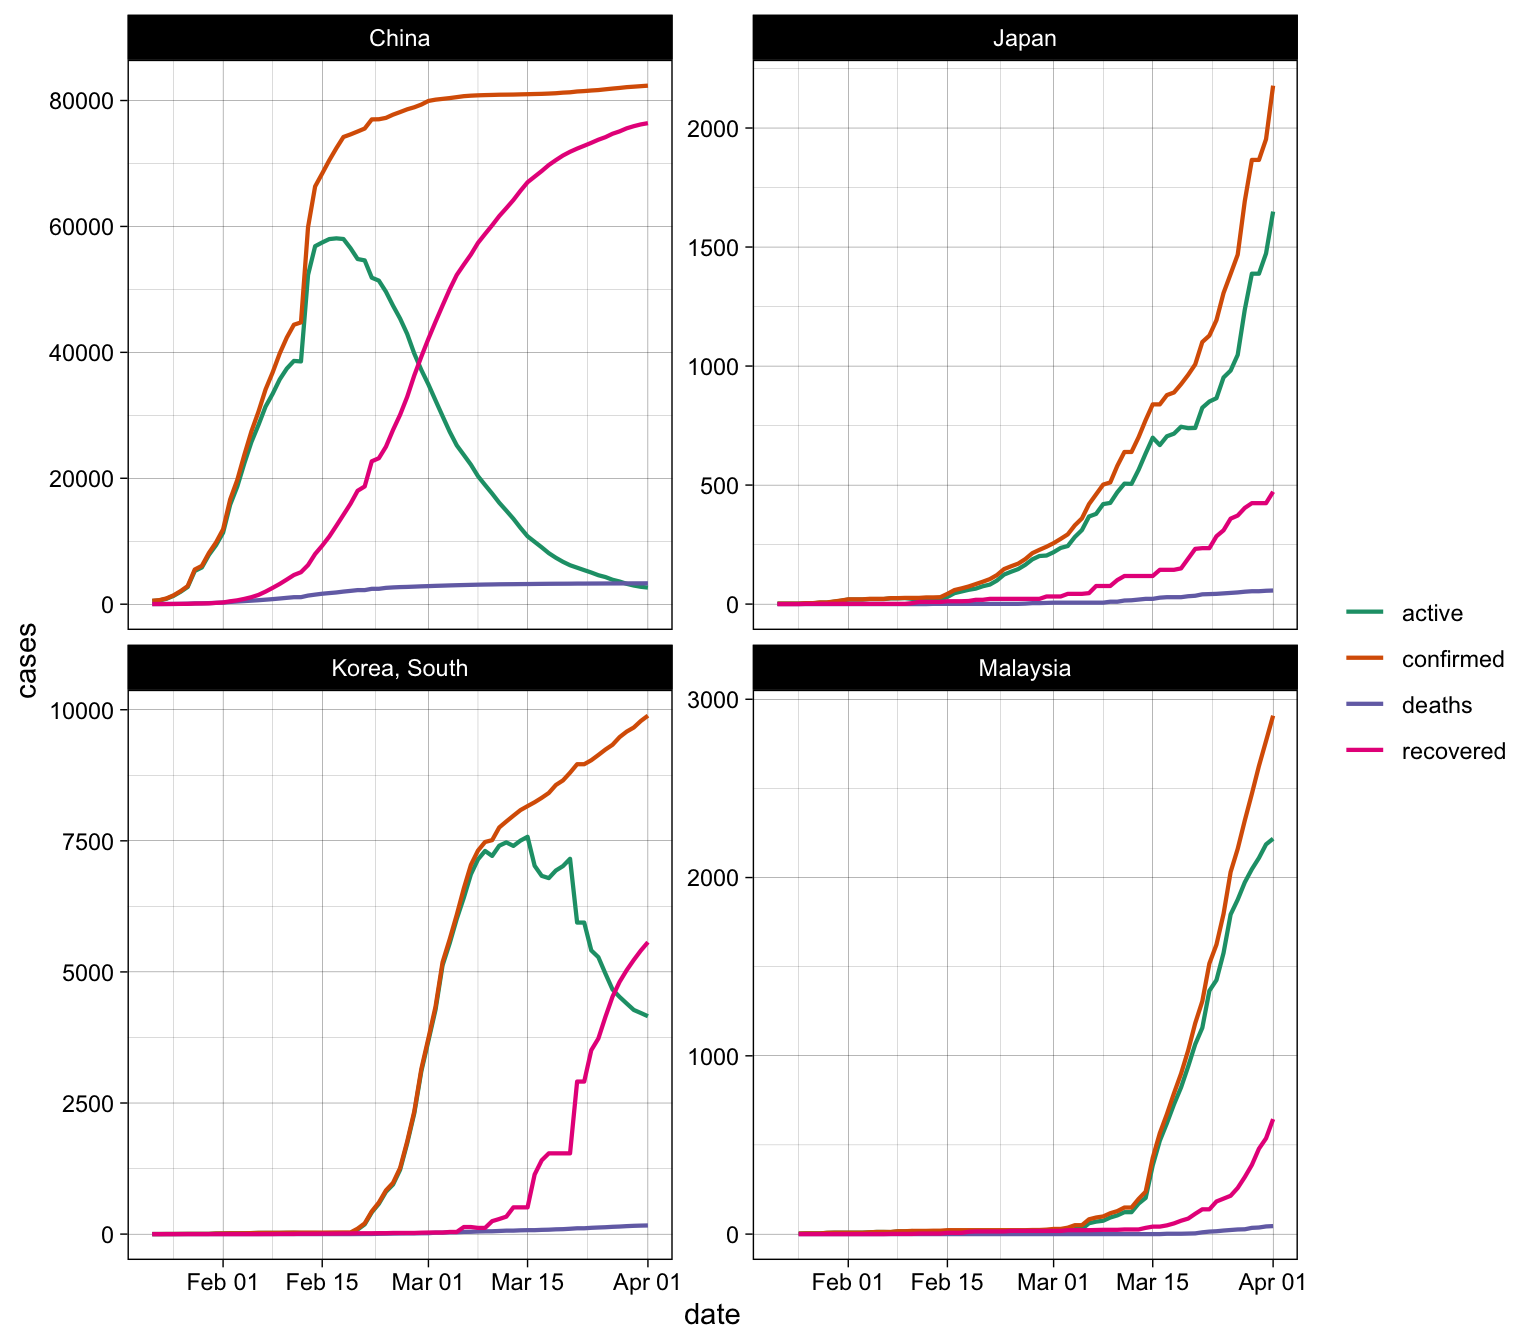 China
Japan
80000
60000
40000
20000
0
2000
1500
1000
500
0
Korea, South
Malaysia
10000
7500
5000
2500
0
3000
2000
1000
0
Feb 01 Feb 15 Mar 01 Mar 15 Apr 01
Feb 01 Feb 15 Mar 01 Mar 15 Apr 01
cases
date
active
confirmed
deaths
recovered